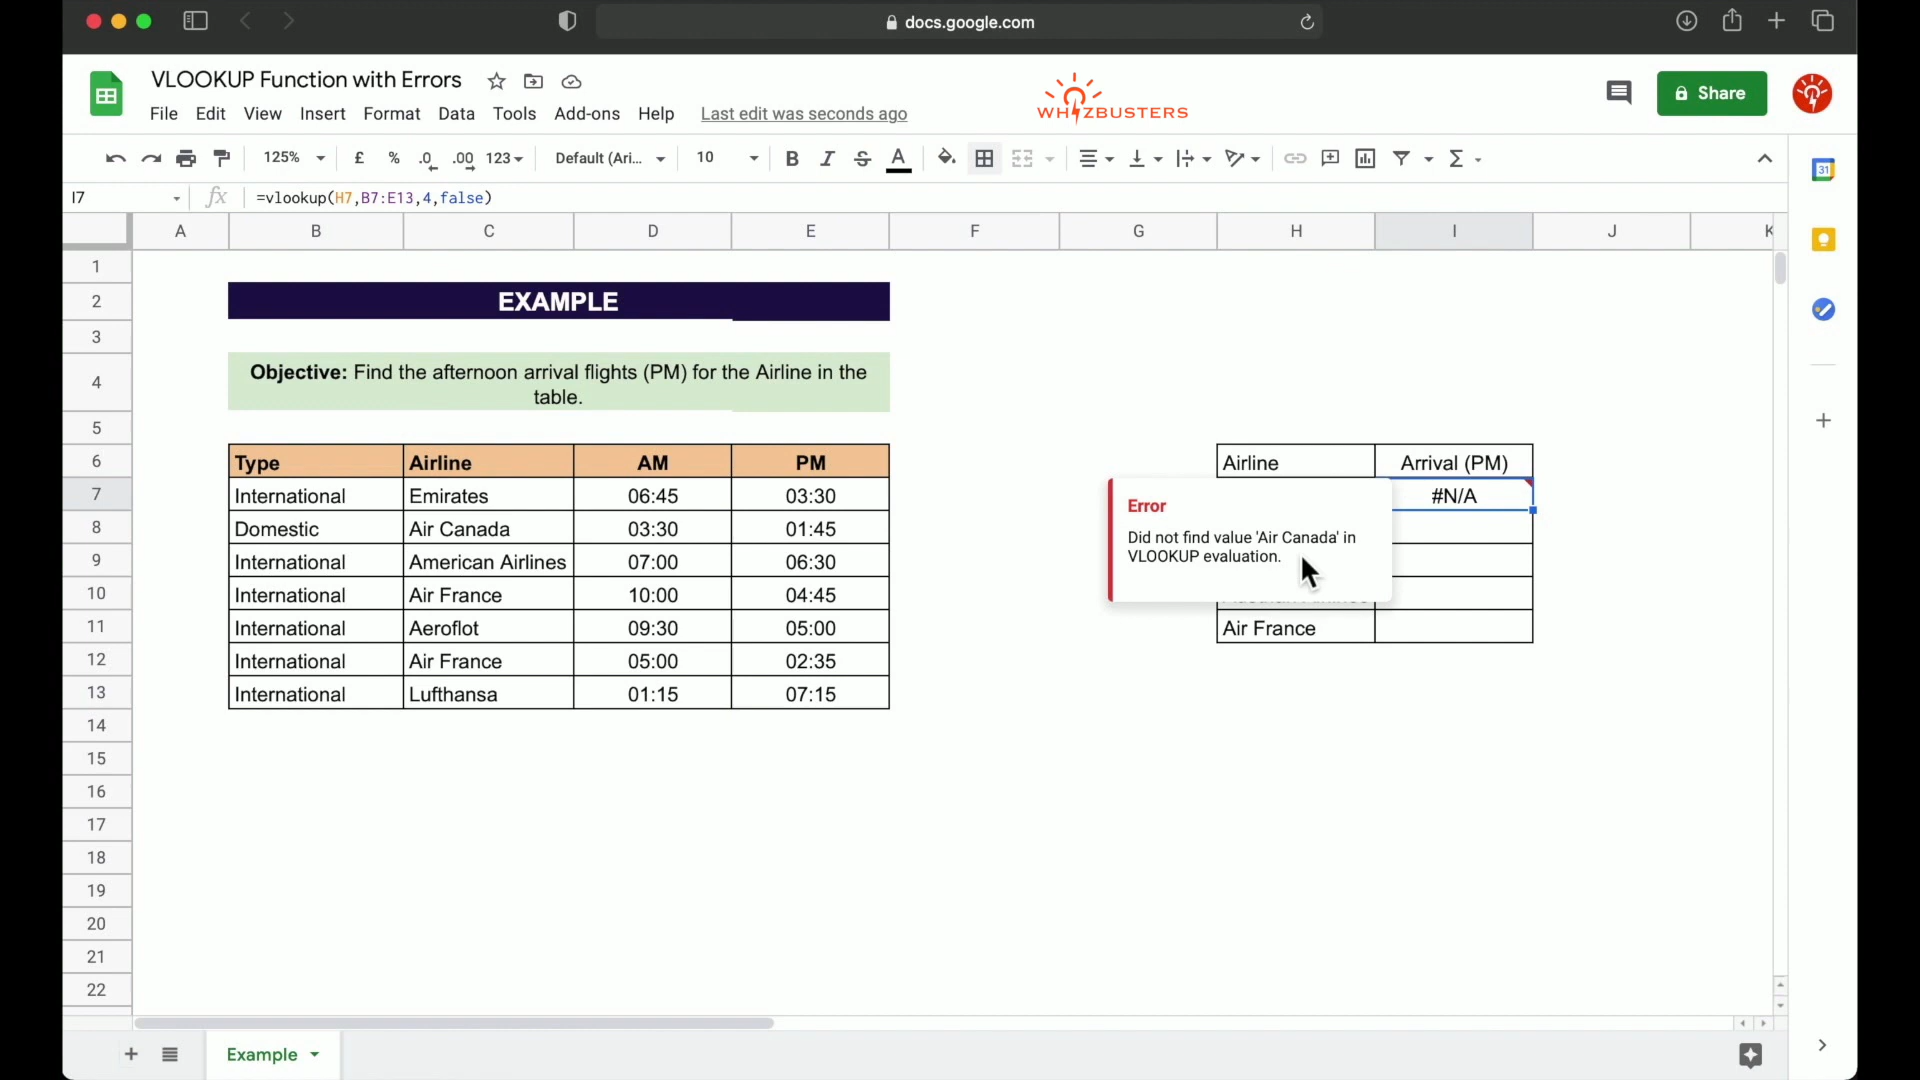 docs.google.com
VLOOKUP Function with Errors
File Edit View Insert Format Data Tools Add-ons Help Last edit was seconds ago
WHIZBUSTERS
Share
125% £ % .0 .00 123 Default (Ari... 10 B I S A Σ
31
I7 fx =vlookup(H7,B7:E13,4,false)
A B C D E F G H I J K
1
2 EXAMPLE
3
4 Objective: Find the afternoon arrival flights (PM) for the Airline in the
table.
5
6 Type Airline AM PM Airline Arrival (PM)
7 International Emirates 06:45 03:30 #N/A
Error
8 Domestic Air Canada 03:30 01:45
Did not find value 'Air Canada' in
VLOOKUP evaluation.
9 International American Airlines 07:00 06:30
10 International Air France 10:00 04:45
11 International Aeroflot 09:30 05:00 Air France
12 International Air France 05:00 02:35
13 International Lufthansa 01:15 07:15
14
15
16
17
18
19
20
21
22
Example